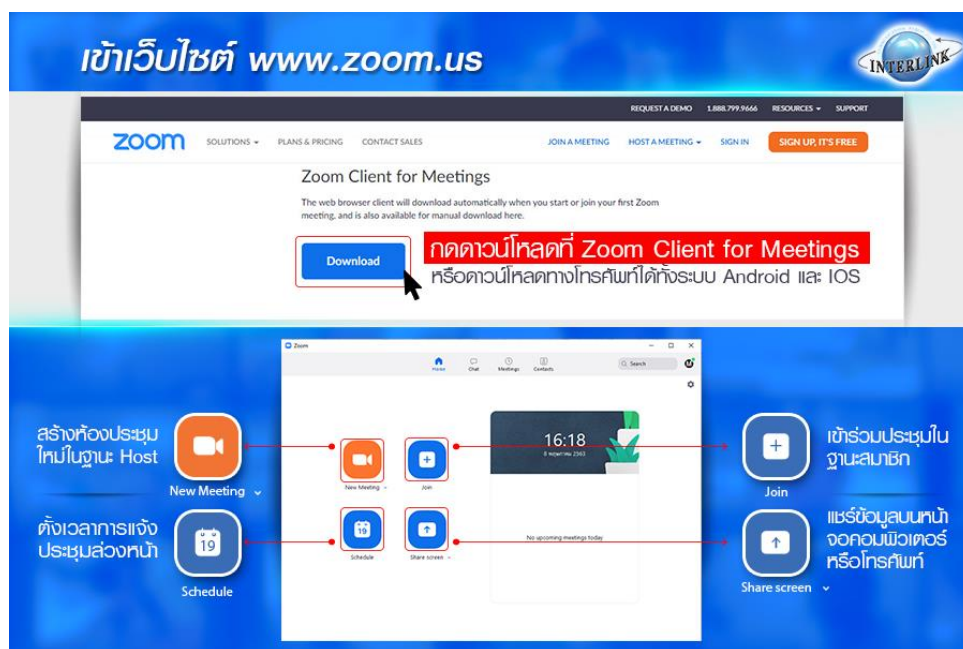 เข้าเว็บไซต์ www.zoom.us
INTERLINK
REQUEST A DEMO 1.888.799.9666 RESOURCES SUPPORT
zoom SOLUTIONS PLANS & PRICING CONTACT SALES JOIN A MEETING HOST A MEETING SIGN IN SIGN UP, IT'S FREE
Zoom Client for Meetings
The web browser client will download automatically when you start or join your first Zoom
meeting, and is also available for manual download here.
Download
กดดาวน์โหลดที่ Zoom Client for Meetings
หรือดาวน์โหลดทางโทรศัพท์ได้ทั้งระบบ Android และ IOS
Zoom
Home Chat Meetings Contacts Search
16:18
8 พฤษภาคม 2563
New Meeting Join
Schedule Share screen
19
No upcoming meetings today
สร้างห้องประชุม
ใหม่ในฐานะ Host
New Meeting
ตั้งเวลาการแจ้ง
ประชุมล่วงหน้า
19
Schedule
เข้าร่วมประชุมใน
ฐานะสมาชิก
Join
แชร์ข้อมูลบนหน้า
จอคอมพิวเตอร์
หรือโทรศัพท์
Share screen